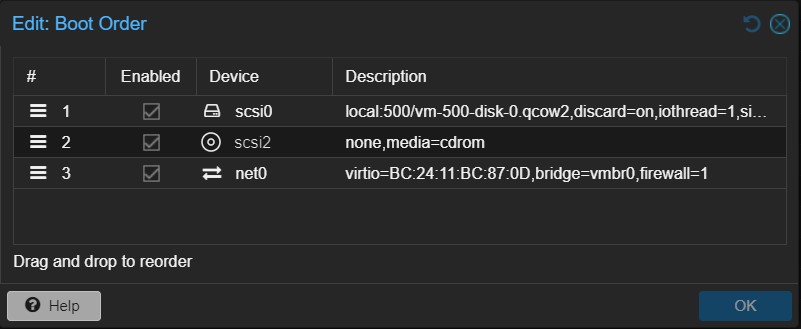 Edit: Boot Order
# Enabled Device Description
1 scsi0 local:500/vm-500-disk-0.qcow2,discard=on,iothread=1,si...
2 scsi2 none,media=cdrom
3 net0 virtio=BC:24:11:BC:87:0D,bridge=vmbr0,firewall=1
Drag and drop to reorder
Help OK